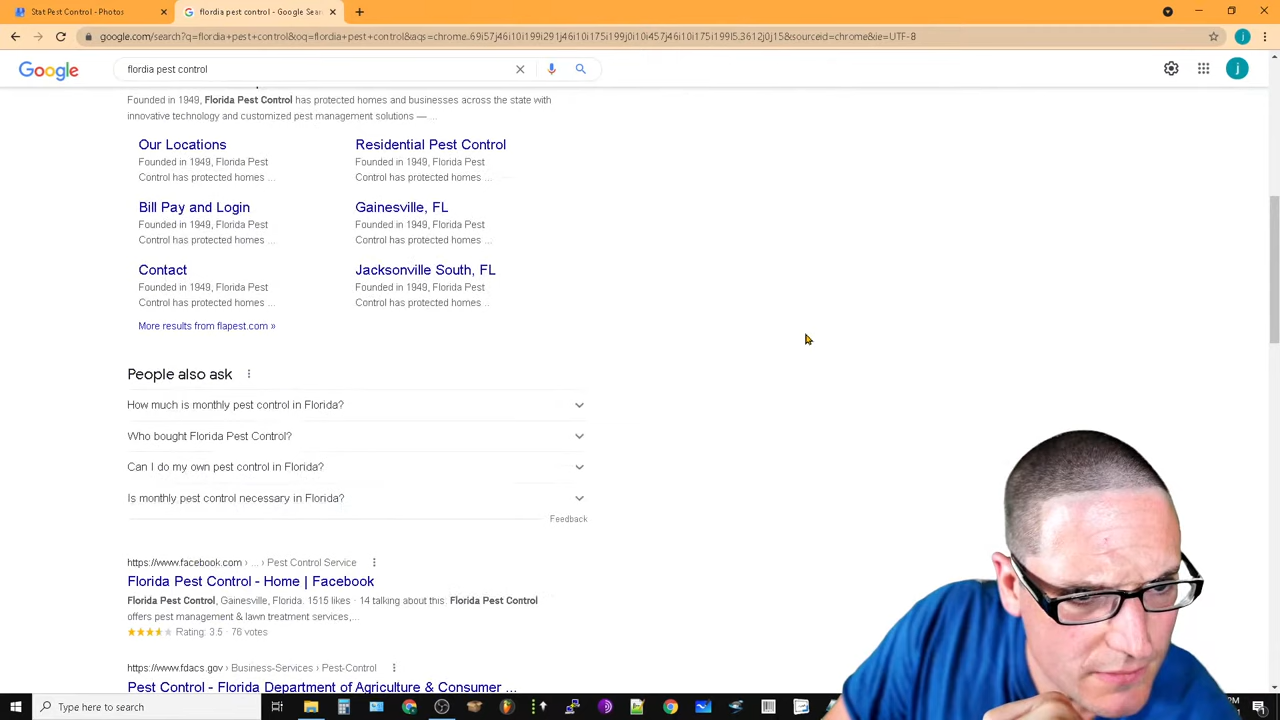 Stat Pest Control - Photos
flordia pest control - Google Sear
google.com/search?q=flordia+pest+control&oq=flordia+pest+control&aqs=chrome..69i57j46i10i199i291j46i10i175i199j0i10i457j46i10i175i199l5.3612j0j15&sourceid=chrome&ie=UTF-8
j
Google
flordia pest control
j
Founded in 1949, Florida Pest Control has protected homes and businesses across the state with
innovative technology and customized pest management solutions — ...
Our Locations
Founded in 1949, Florida Pest
Control has protected homes ...
Residential Pest Control
Founded in 1949, Florida Pest
Control has protected homes ...
Bill Pay and Login
Founded in 1949, Florida Pest
Control has protected homes ...
Gainesville, FL
Founded in 1949, Florida Pest
Control has protected homes ...
Contact
Founded in 1949, Florida Pest
Control has protected homes ...
Jacksonville South, FL
Founded in 1949, Florida Pest
Control has protected homes ..
More results from flapest.com »
People also ask
How much is monthly pest control in Florida?
Who bought Florida Pest Control?
Can I do my own pest control in Florida?
Is monthly pest control necessary in Florida?
Feedback
https://www.facebook.com › ... › Pest Control Service
Florida Pest Control - Home | Facebook
Florida Pest Control, Gainesville, Florida. 1515 likes · 14 talking about this. Florida Pest Control
offers pest management & lawn treatment services,...
Rating: 3.5 · 76 votes
https://www.fdacs.gov › Business-Services › Pest-Control
Pest Control - Florida Department of Agriculture & Consumer ...
Type here to search